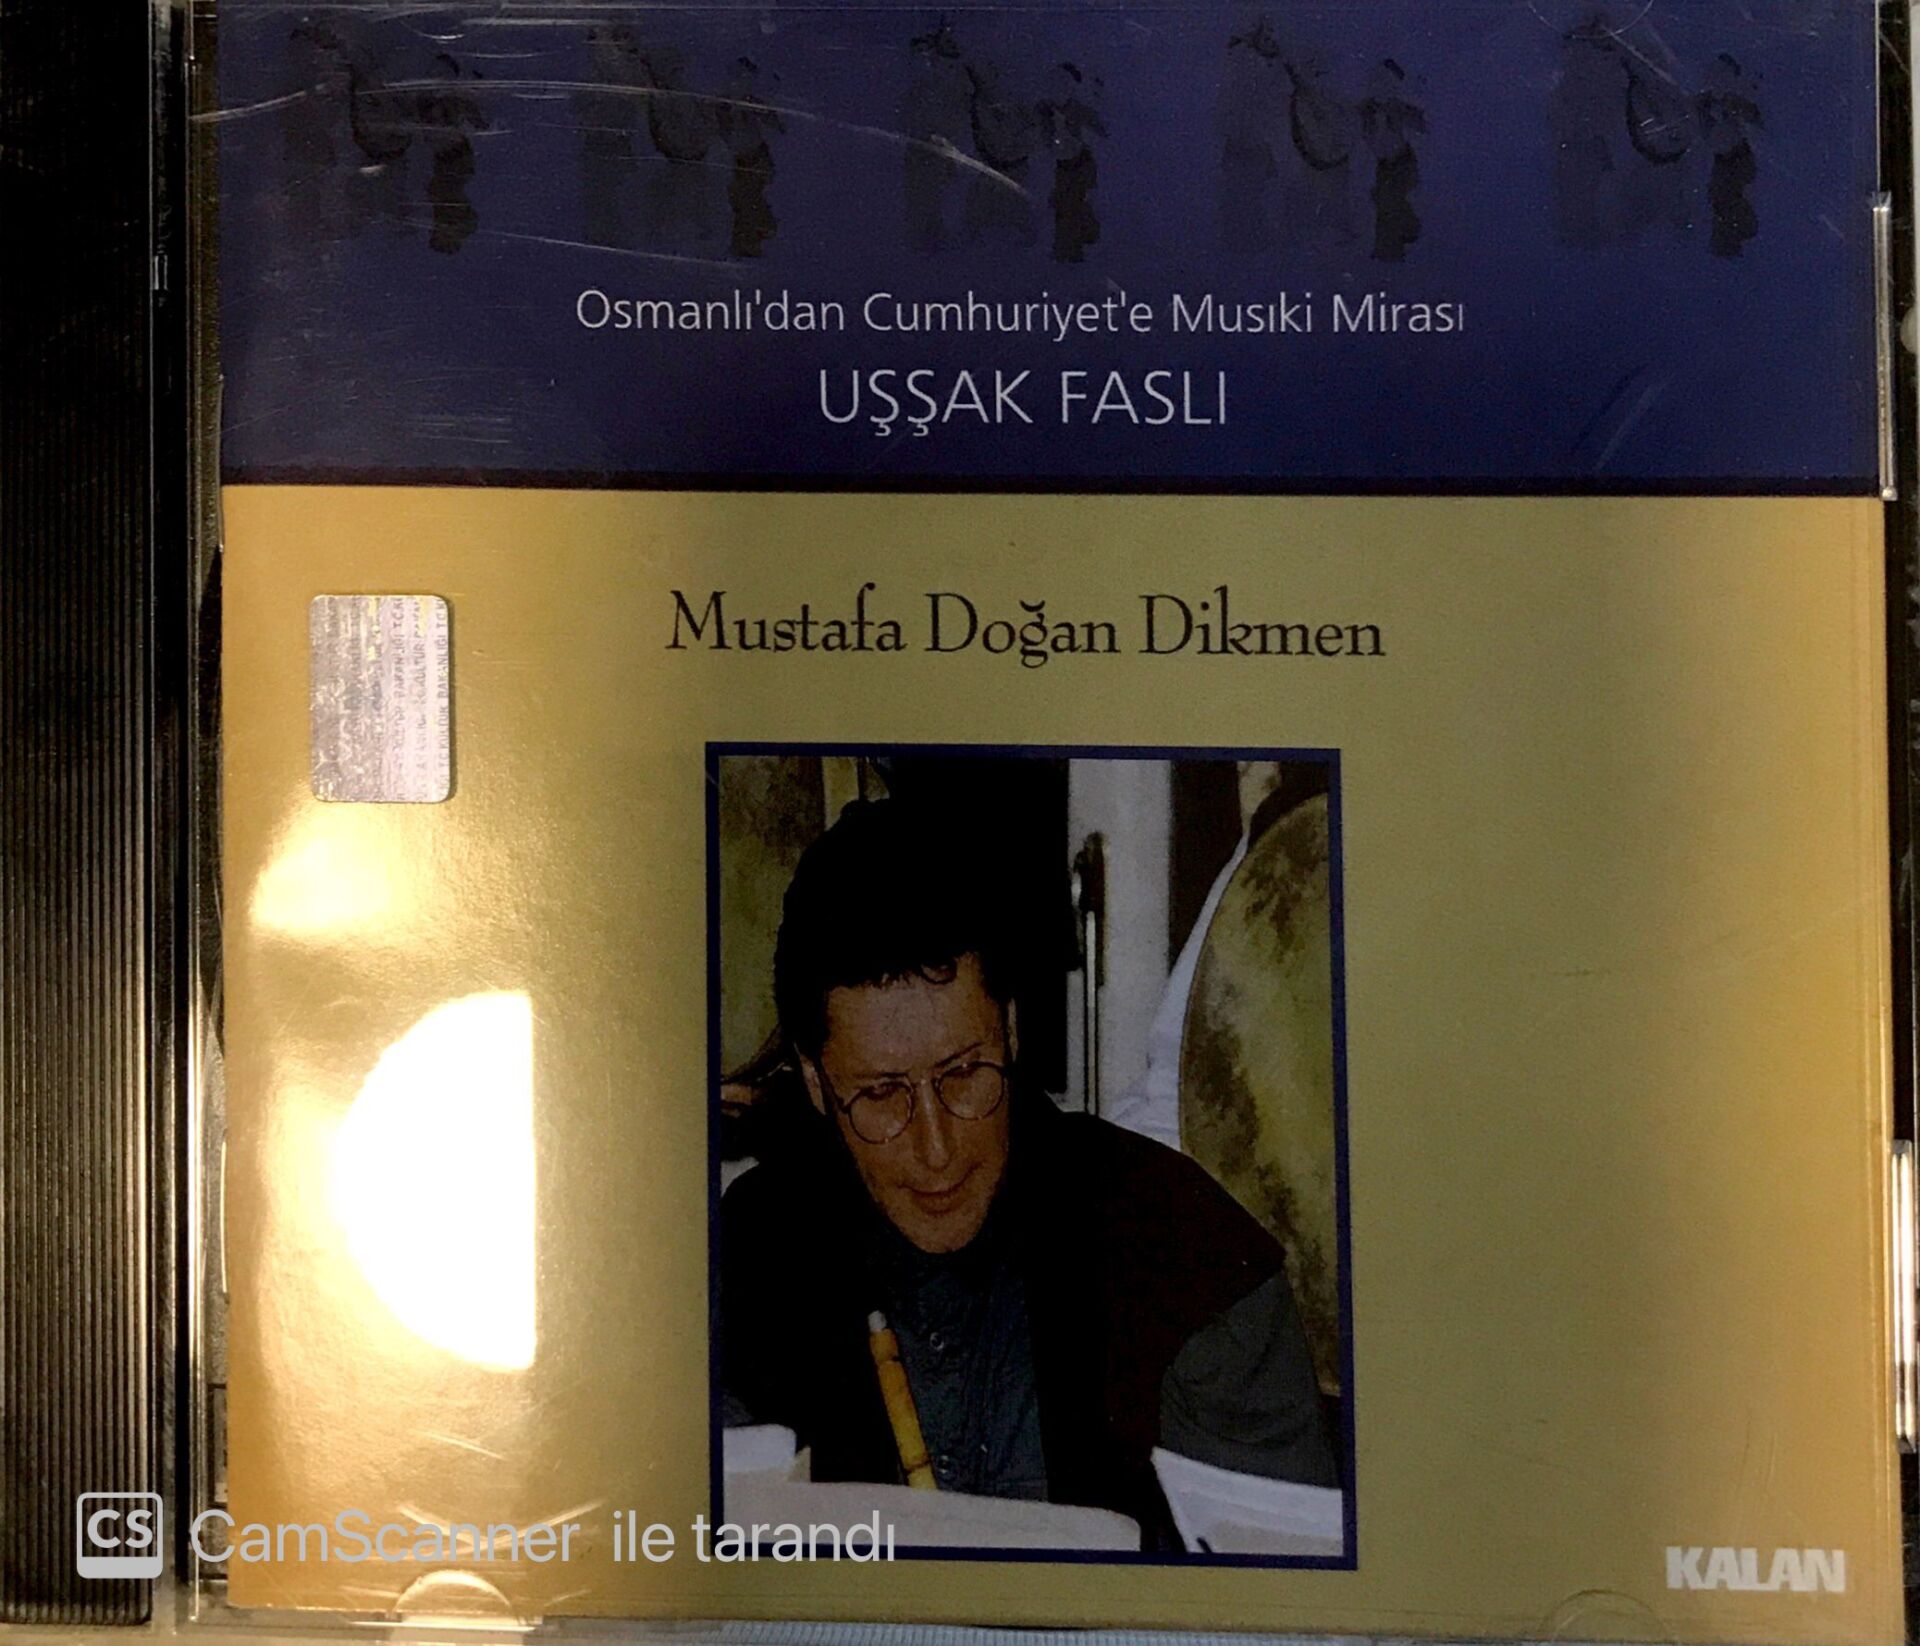 Osmanlı'dan Cumhuriyet'e Musıki Mirası
UŞŞAK FASLI
Mustafa Doğan Dikmen
KALAN
CS CamScanner ile tarandı